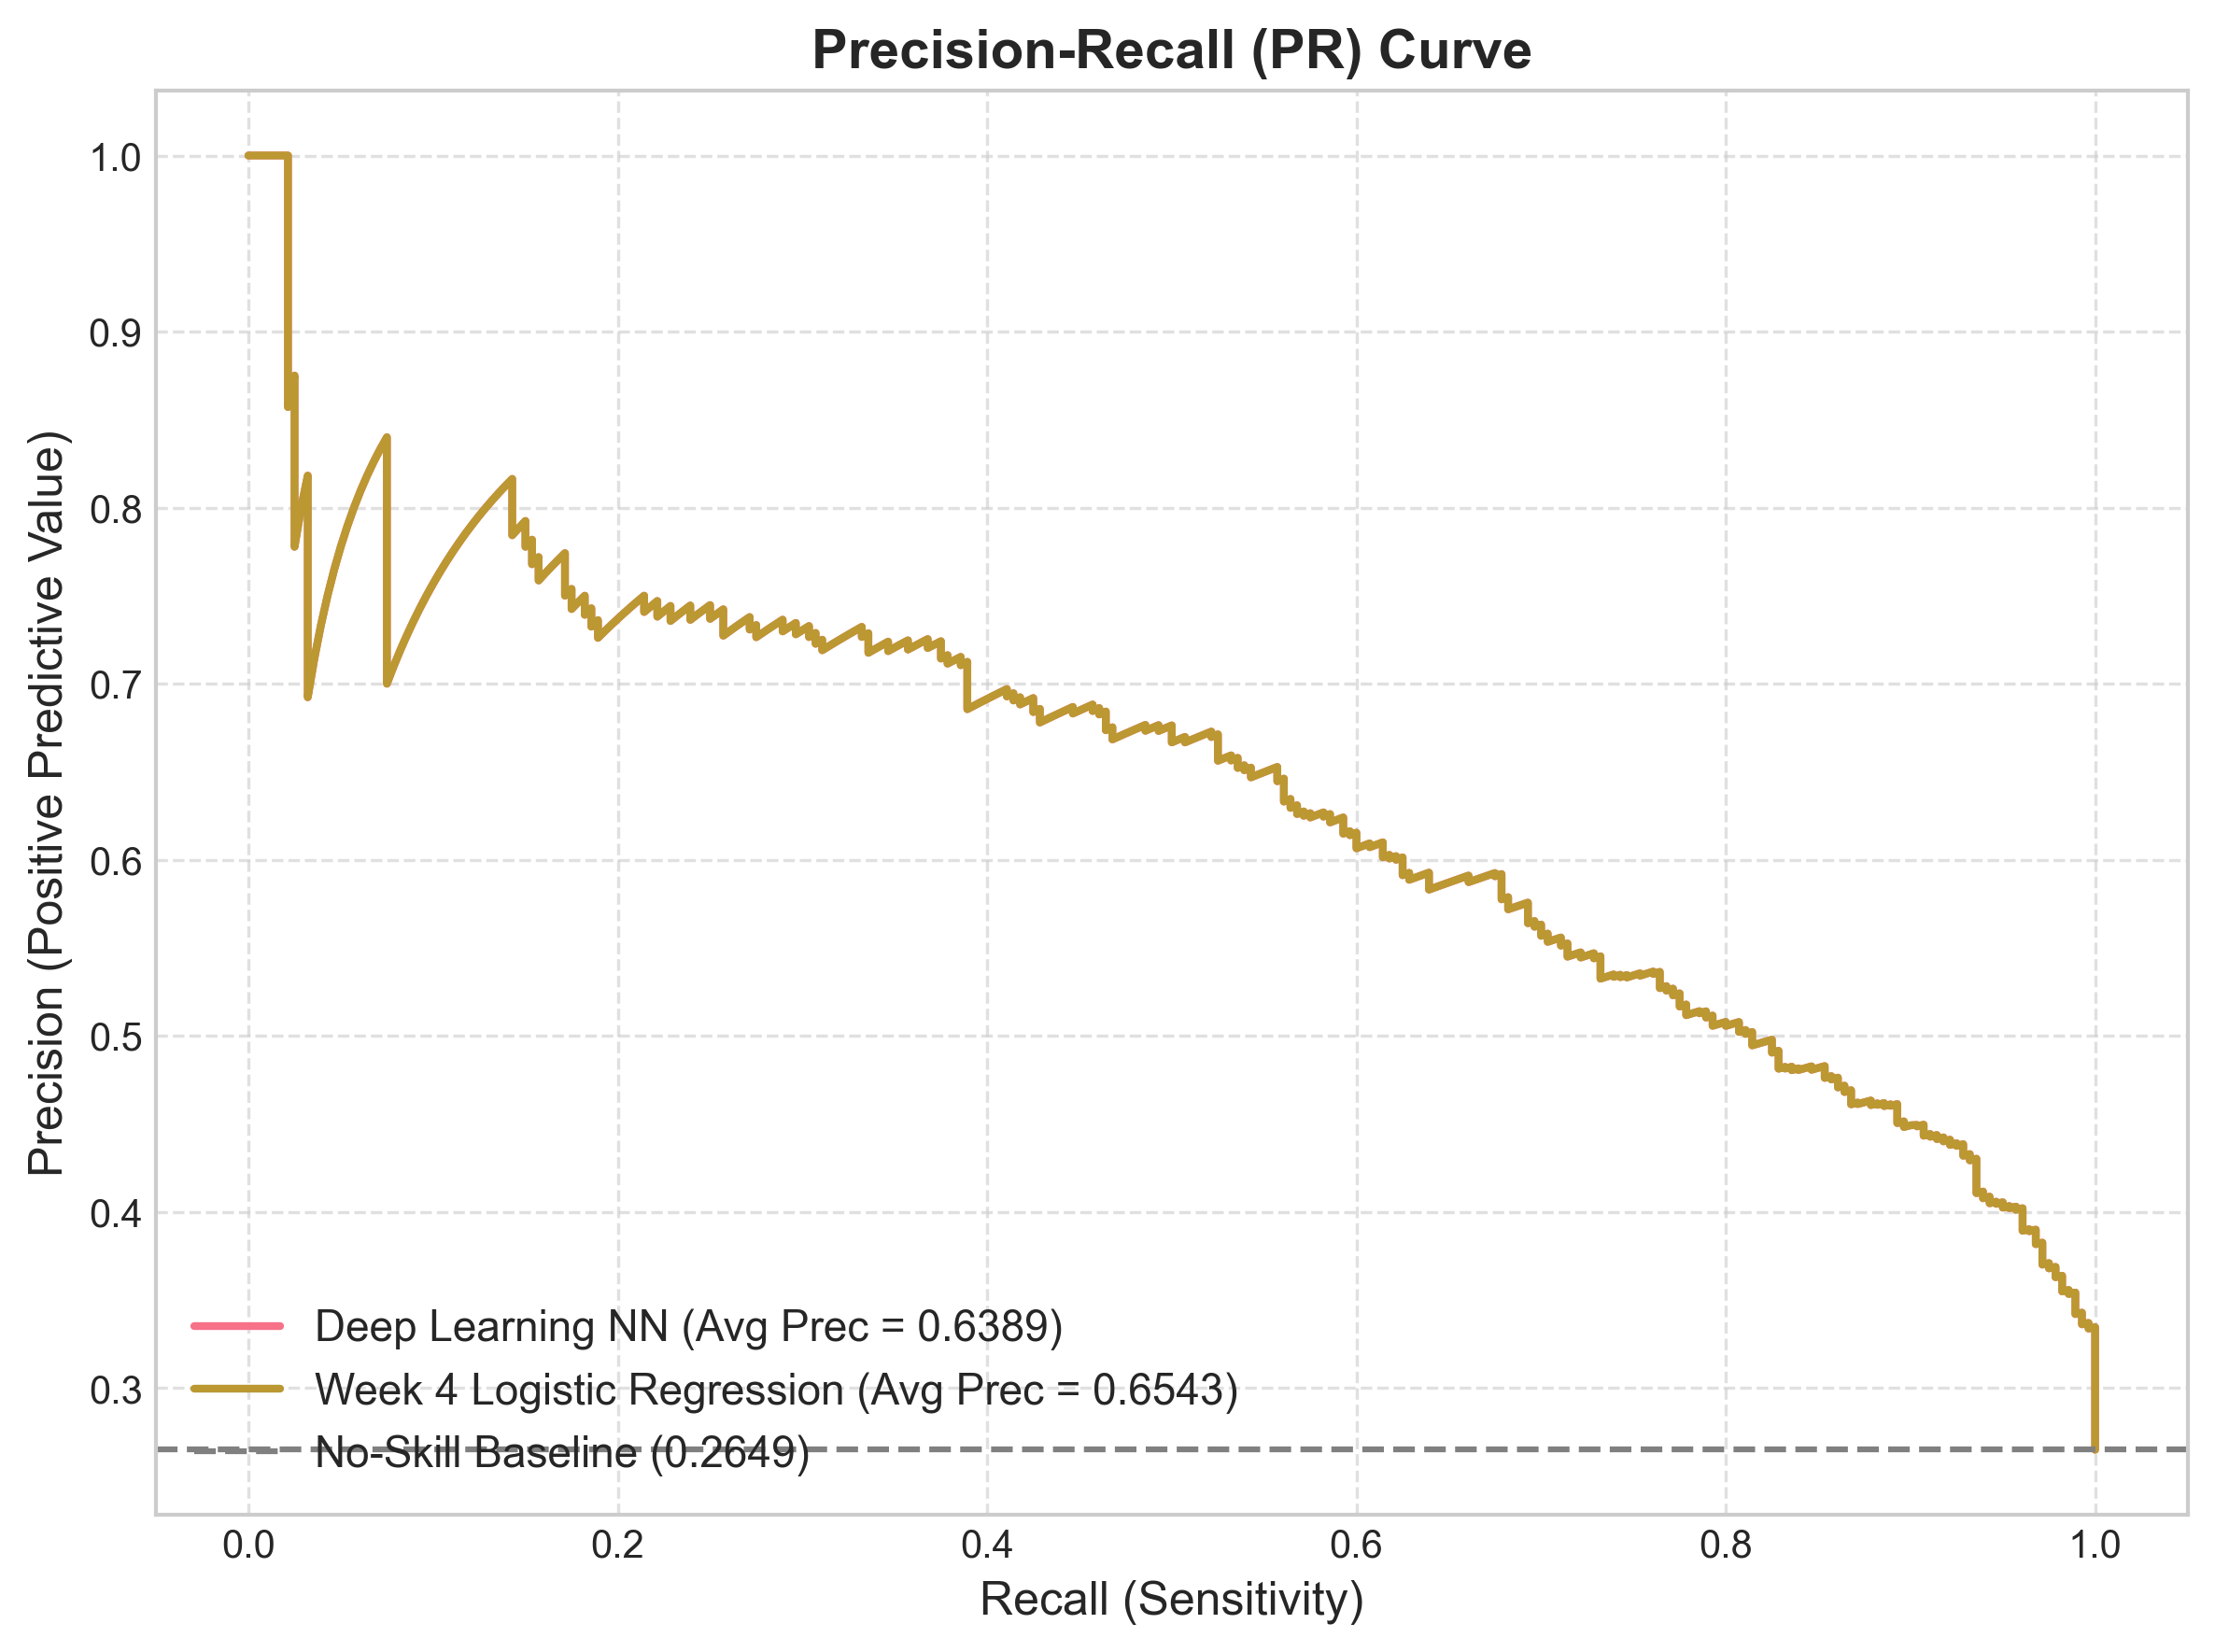 Precision-Recall (PR) Curve
Precision (Positive Predictive Value)
1.0
0.9
0.8
0.7
0.6
0.5
0.4
0.3
Deep Learning NN (Avg Prec = 0.6389)
Week 4 Logistic Regression (Avg Prec = 0.6543)
No-Skill Baseline (0.2649)
0.0 0.2 0.4 0.6 0.8 1.0
Recall (Sensitivity)